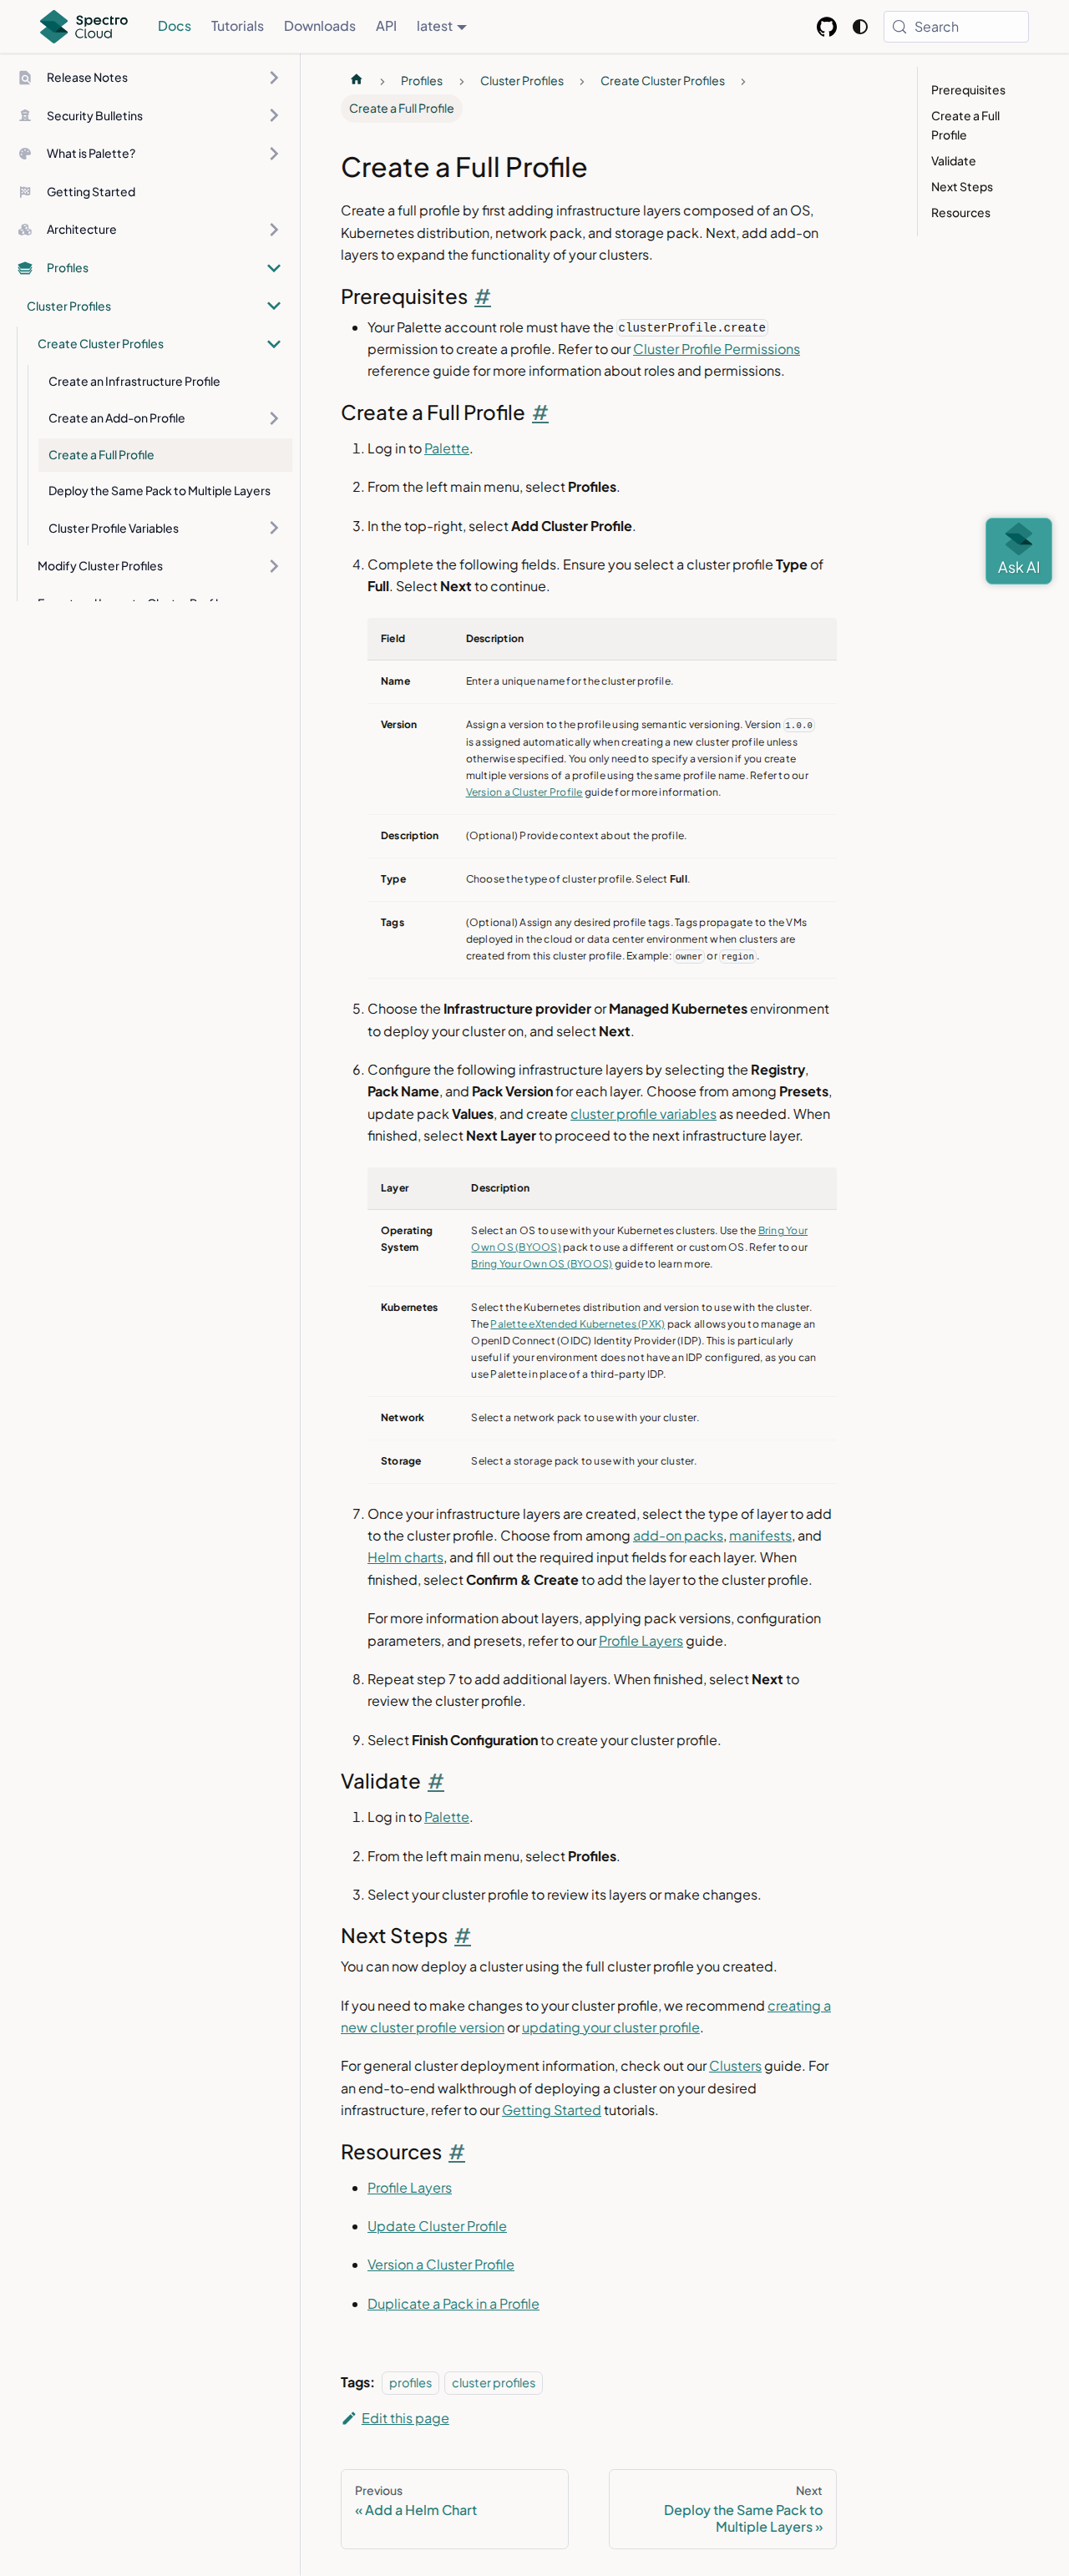 Spectro
Cloud
Docs
Tutorials
Downloads
API
latest
Search
Release Notes
Security Bulletins
What is Palette?
Getting Started
Architecture
Profiles
Cluster Profiles
Create Cluster Profiles
Create an Infrastructure Profile
Create an Add-on Profile
Create a Full Profile
Deploy the Same Pack to Multiple Layers
Cluster Profile Variables
Modify Cluster Profiles
Profiles
Cluster Profiles
Create Cluster Profiles
Create a Full Profile
Create a Full Profile
Create a full profile by first adding infrastructure layers composed of an OS,
Kubernetes distribution, network pack, and storage pack. Next, add add-on
layers to expand the functionality of your clusters.
Prerequisites #
• Your Palette account role must have the clusterProfile.create
permission to create a profile. Refer to our Cluster Profile Permissions
reference guide for more information about roles and permissions.
Create a Full Profile #
1. Log in to Palette.
2. From the left main menu, select Profiles.
3. In the top-right, select Add Cluster Profile.
4. Complete the following fields. Ensure you select a cluster profile Type of
Full. Select Next to continue.
Field Description
Name Enter a unique name for the cluster profile.
Version Assign a version to the profile using semantic versioning. Version 1.0.0
is assigned automatically when creating a new cluster profile unless
otherwise specified. You only need to specify a version if you create
multiple versions of a profile using the same profile name. Refer to our
Version a Cluster Profile guide for more information.
Description (Optional) Provide context about the profile.
Type Choose the type of cluster profile. Select Full.
Tags (Optional) Assign any desired profile tags. Tags propagate to the VMs
deployed in the cloud or data center environment when clusters are
created from this cluster profile. Example: owner or region.
5. Choose the Infrastructure provider or Managed Kubernetes environment
to deploy your cluster on, and select Next.
6. Configure the following infrastructure layers by selecting the Registry,
Pack Name, and Pack Version for each layer. Choose from among Presets,
update pack Values, and create cluster profile variables as needed. When
finished, select Next Layer to proceed to the next infrastructure layer.
Layer Description
Operating Select an OS to use with your Kubernetes clusters. Use the Bring Your
System Own OS (BYOOS) pack to use a different or custom OS. Refer to our
Bring Your Own OS (BYOOS) guide to learn more.
Kubernetes Select the Kubernetes distribution and version to use with the cluster.
The Palette eXtended Kubernetes (PXK) pack allows you to manage an
OpenID Connect (OIDC) Identity Provider (IDP). This is particularly
useful if your environment does not have an IDP configured, as you can
use Palette in place of a third-party IDP.
Network Select a network pack to use with your cluster.
Storage Select a storage pack to use with your cluster.
7. Once your infrastructure layers are created, select the type of layer to add
to the cluster profile. Choose from among add-on packs, manifests, and
Helm charts, and fill out the required input fields for each layer. When
finished, select Confirm & Create to add the layer to the cluster profile.
For more information about layers, applying pack versions, configuration
parameters, and presets, refer to our Profile Layers guide.
8. Repeat step 7 to add additional layers. When finished, select Next to
review the cluster profile.
9. Select Finish Configuration to create your cluster profile.
Validate #
1. Log in to Palette.
2. From the left main menu, select Profiles.
3. Select your cluster profile to review its layers or make changes.
Next Steps #
You can now deploy a cluster using the full cluster profile you created.
If you need to make changes to your cluster profile, we recommend creating a
new cluster profile version or updating your cluster profile.
For general cluster deployment information, check out our Clusters guide. For
an end-to-end walkthrough of deploying a cluster on your desired
infrastructure, refer to our Getting Started tutorials.
Resources #
• Profile Layers
• Update Cluster Profile
• Version a Cluster Profile
• Duplicate a Pack in a Profile
Tags: profiles cluster profiles
Edit this page
Previous
« Add a Helm Chart
Next
Deploy the Same Pack to
Multiple Layers »
Prerequisites
Create a Full
Profile
Validate
Next Steps
Resources
Ask AI